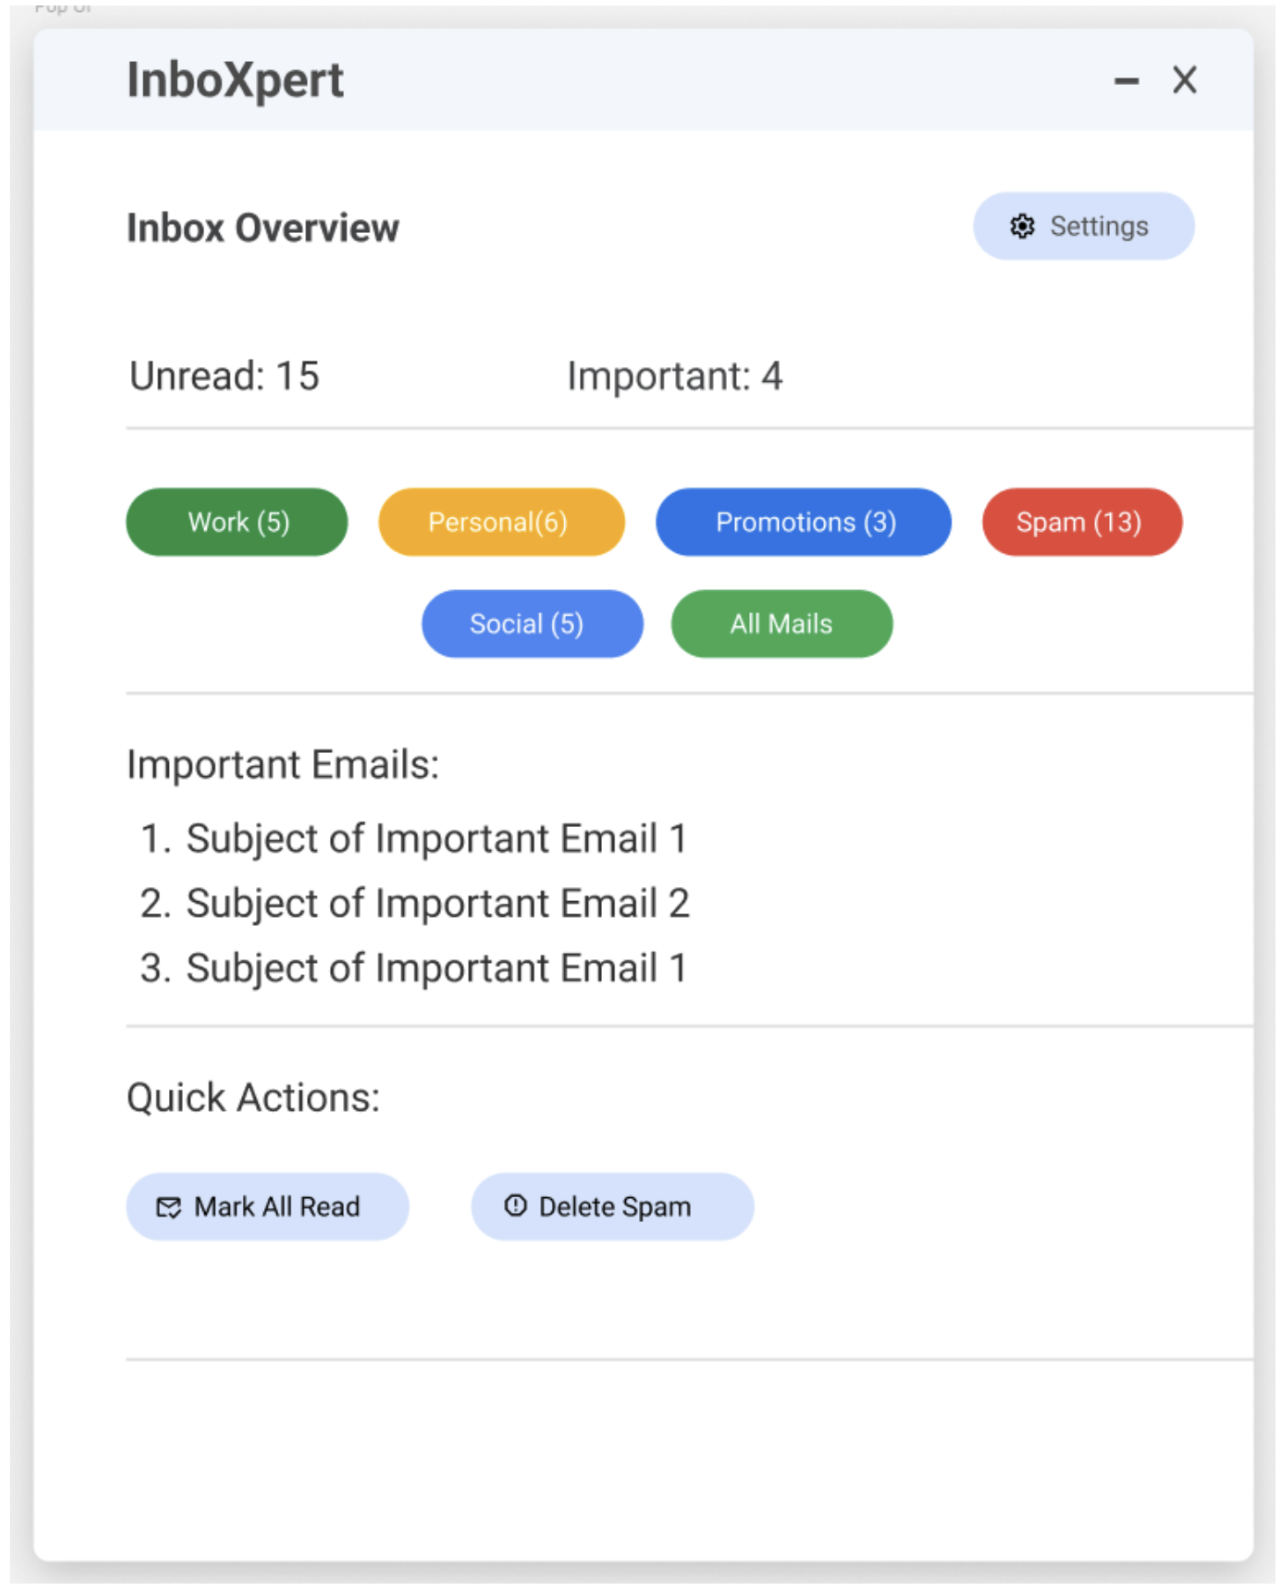 InboXpert
Inbox Overview
Settings
Unread: 15 Important: 4
Work (5) Personal(6) Promotions (3) Spam (13)
Social (5) All Mails
Important Emails:
1. Subject of Important Email 1
2. Subject of Important Email 2
3. Subject of Important Email 1
Quick Actions:
Mark All Read Delete Spam